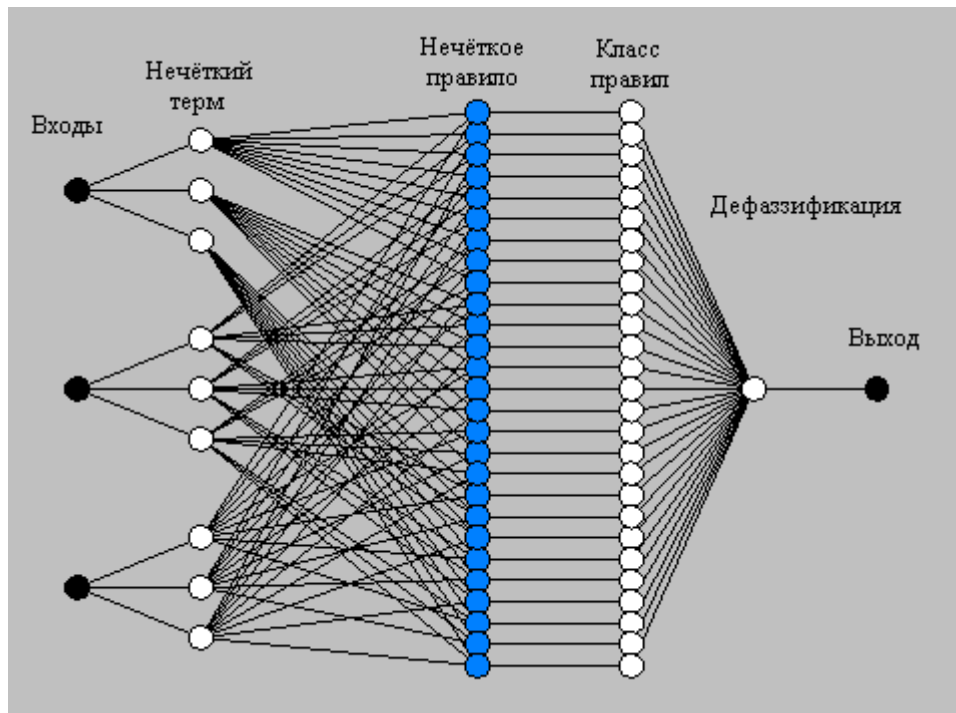 Входы
Нечёткий
терм
Нечёткое
правило
Класс
правил
Дефаззификация
Выход